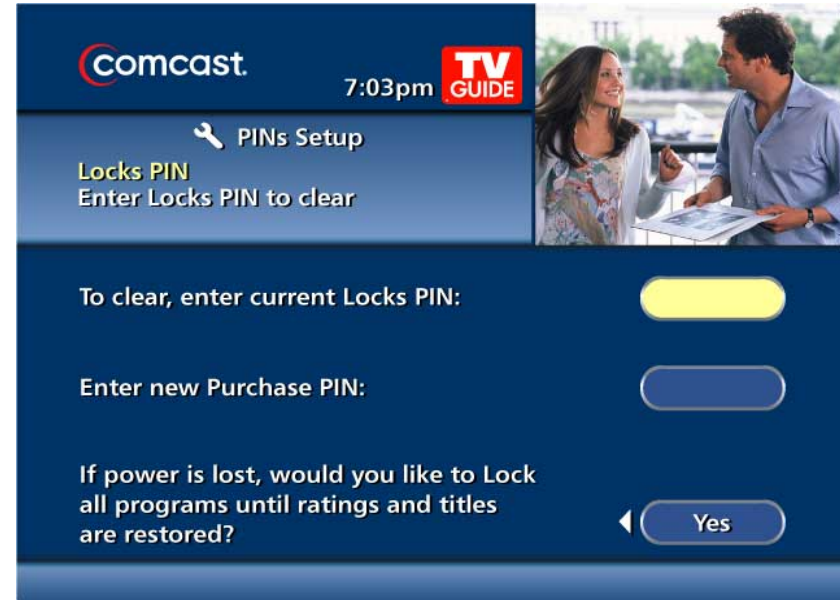 comcast.
7:03pm
TV
GUIDE
PINs Setup
Locks PIN
Enter Locks PIN to clear
To clear, enter current Locks PIN:
Enter new Purchase PIN:
If power is lost, would you like to Lock
all programs until ratings and titles
are restored?
Yes